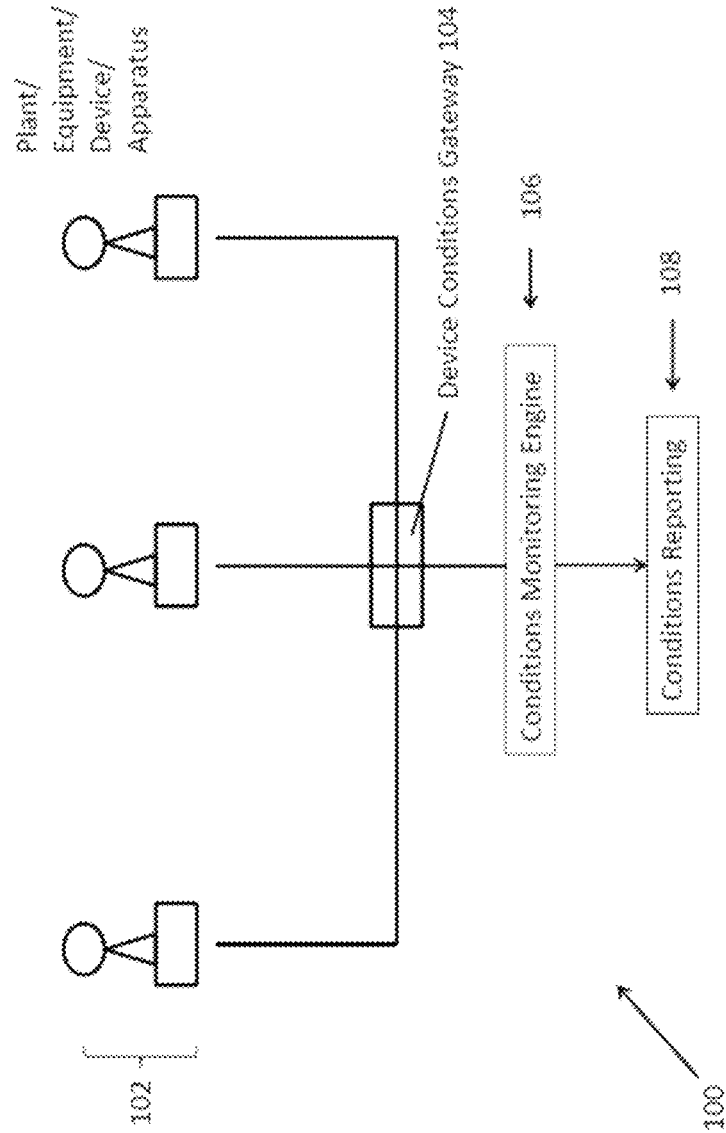 Plant/
Equipment/
Device/
Apparatus
102
Device Conditions Gateway 104
Conditions Monitoring Engine
106
Conditions Reporting
108
100